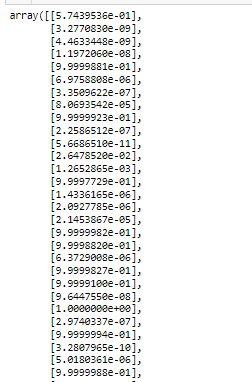 array([[5.7439536e-01],
[3.2770830e-09],
[4.4633448e-09],
[1.1972060e-08],
[9.9999881e-01],
[6.9758808e-06],
[3.3509622e-07],
[8.0693542e-05],
[9.9999923e-01],
[2.2586512e-07],
[5.6686510e-11],
[2.6478520e-02],
[1.2652865e-03],
[9.9997729e-01],
[1.4336165e-06],
[2.0927785e-06],
[2.1453867e-05],
[9.9999982e-01],
[9.9998820e-01],
[6.3729008e-06],
[9.9999827e-01],
[9.9999100e-01],
[9.6447550e-08],
[1.0000000e+00],
[2.9740337e-07],
[9.9999994e-01],
[3.2807965e-10],
[5.0180361e-06],
[9.9999988e-01],